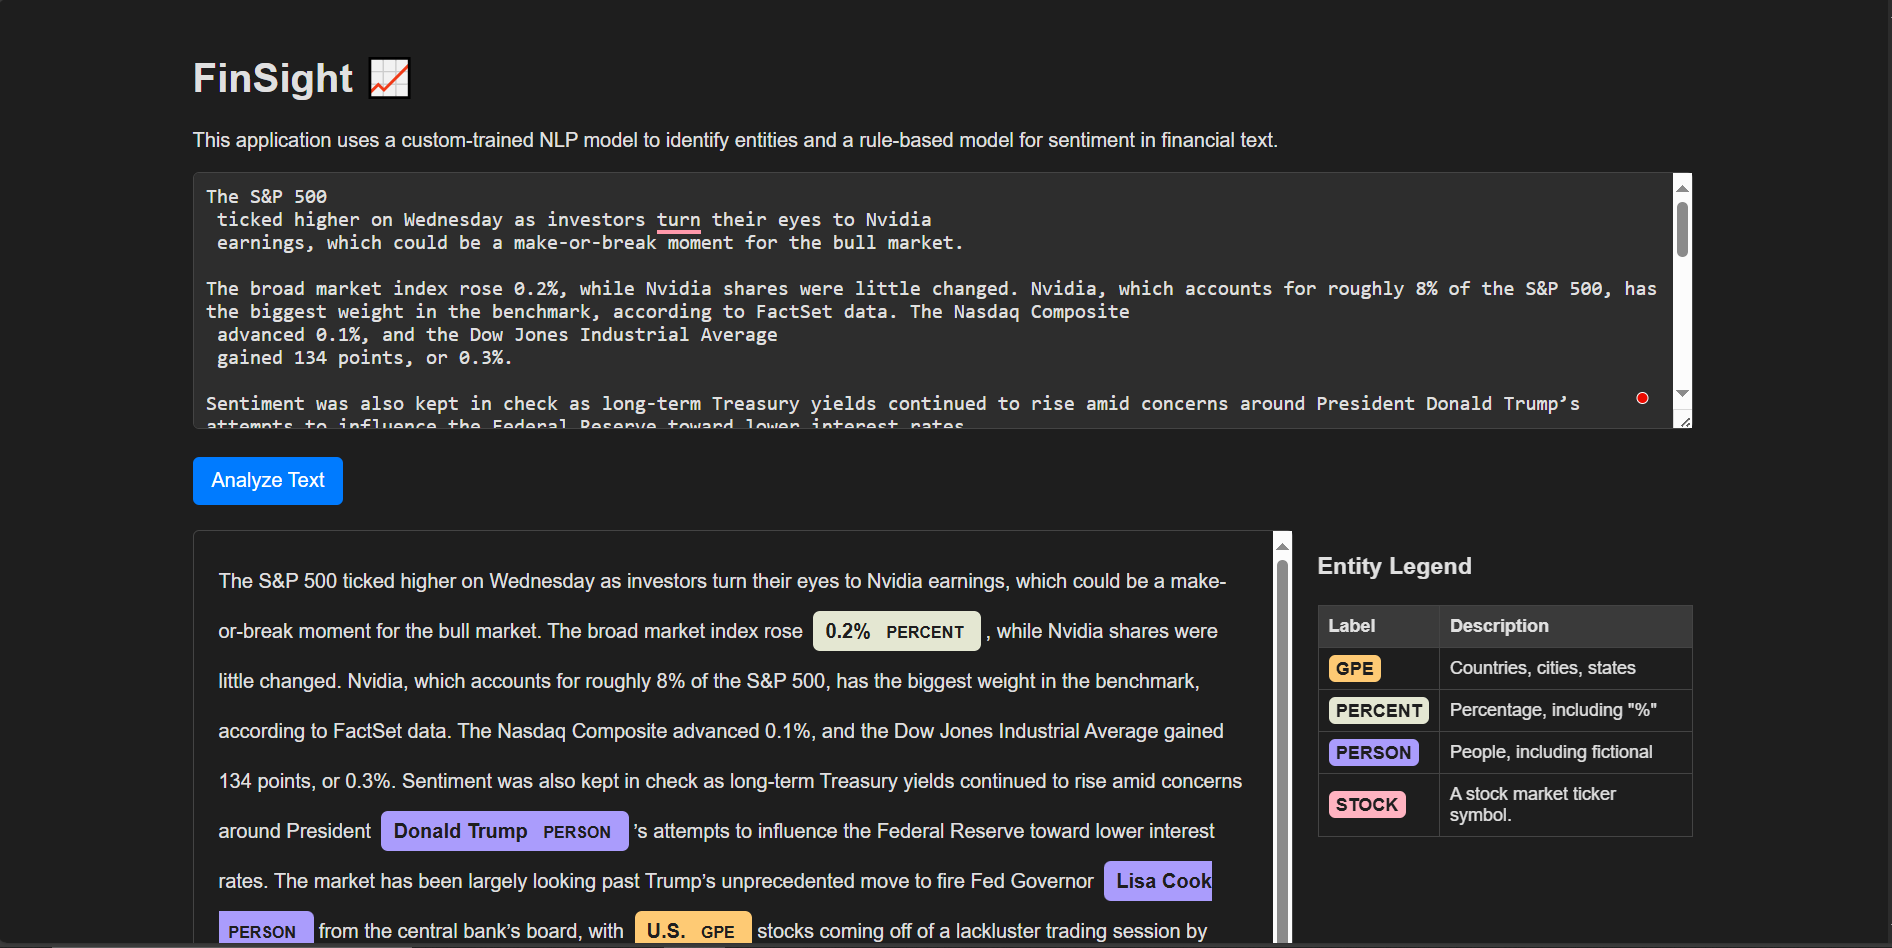 FinSight 📈
This application uses a custom-trained NLP model to identify entities and a rule-based model for sentiment in financial text.
The S&P 500
ticked higher on Wednesday as investors turn their eyes to Nvidia
earnings, which could be a make-or-break moment for the bull market.
The broad market index rose 0.2%, while Nvidia shares were little changed. Nvidia, which accounts for roughly 8% of the S&P 500, has
the biggest weight in the benchmark, according to FactSet data. The Nasdaq Composite
advanced 0.1%, and the Dow Jones Industrial Average
gained 134 points, or 0.3%.
Sentiment was also kept in check as long-term Treasury yields continued to rise amid concerns around President Donald Trump’s
attempts to influence the Federal Reserve toward lower interest rates
Analyze Text
The S&P 500 ticked higher on Wednesday as investors turn their eyes to Nvidia earnings, which could be a make-
or-break moment for the bull market. The broad market index rose 0.2% PERCENT , while Nvidia shares were
little changed. Nvidia, which accounts for roughly 8% of the S&P 500, has the biggest weight in the benchmark,
according to FactSet data. The Nasdaq Composite advanced 0.1%, and the Dow Jones Industrial Average gained
134 points, or 0.3%. Sentiment was also kept in check as long-term Treasury yields continued to rise amid concerns
around President Donald Trump PERSON ’s attempts to influence the Federal Reserve toward lower interest
rates. The market has been largely looking past Trump’s unprecedented move to fire Fed Governor Lisa Cook
PERSON from the central bank’s board, with U.S. GPE stocks coming off of a lackluster trading session by
Entity Legend
Label Description
GPE Countries, cities, states
PERCENT Percentage, including "%"
PERSON People, including fictional
STOCK A stock market ticker
symbol.